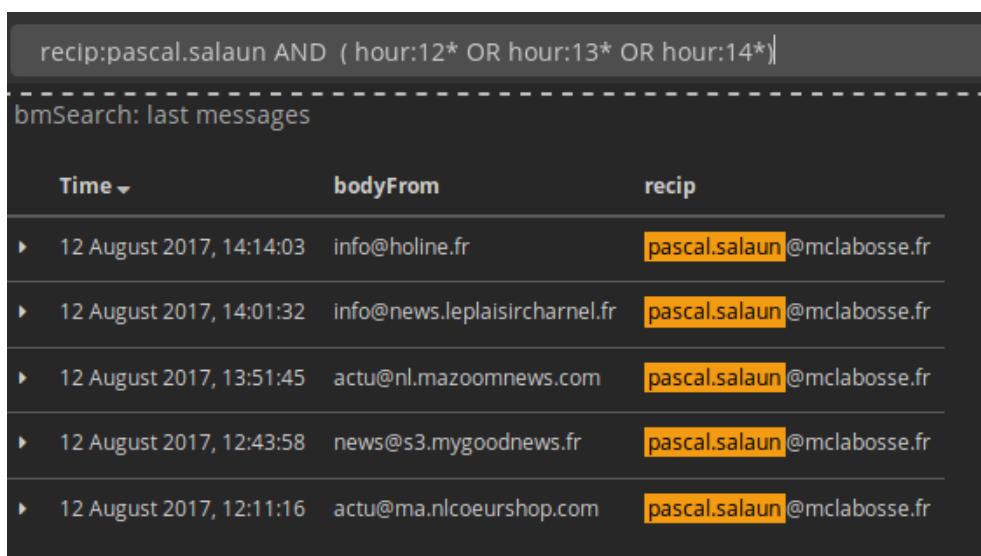 recip:pascal.salaun AND ( hour:12* OR hour:13* OR hour:14*)
bmSearch: last messages
Time bodyFrom recip
12 August 2017, 14:14:03 info@holine.fr pascal.salaun@mclabosse.fr
12 August 2017, 14:01:32 info@news.leplaisircharnel.fr pascal.salaun@mclabosse.fr
12 August 2017, 13:51:45 actu@nl.mazoomnews.com pascal.salaun@mclabosse.fr
12 August 2017, 12:43:58 news@s3.mygoodnews.fr pascal.salaun@mclabosse.fr
12 August 2017, 12:11:16 actu@ma.nlcoeurshop.com pascal.salaun@mclabosse.fr